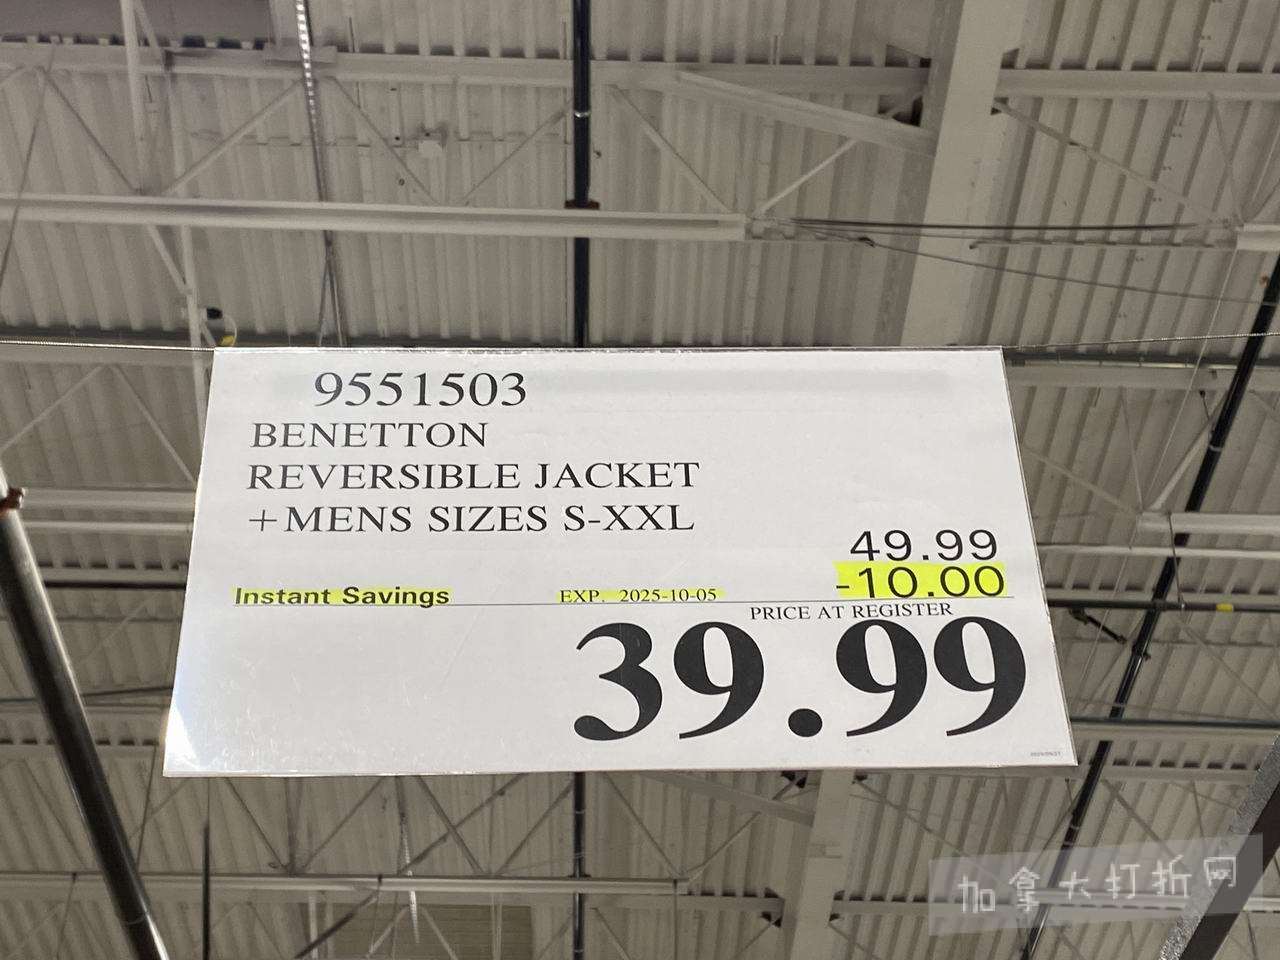 9551503
BENETTON
REVERSIBLE JACKET
+MENS SIZES S-XXL
49.99
Instant Savings EXP. 2025-10-05 -10.00
PRICE AT REGISTER
39.99
加拿大打折网